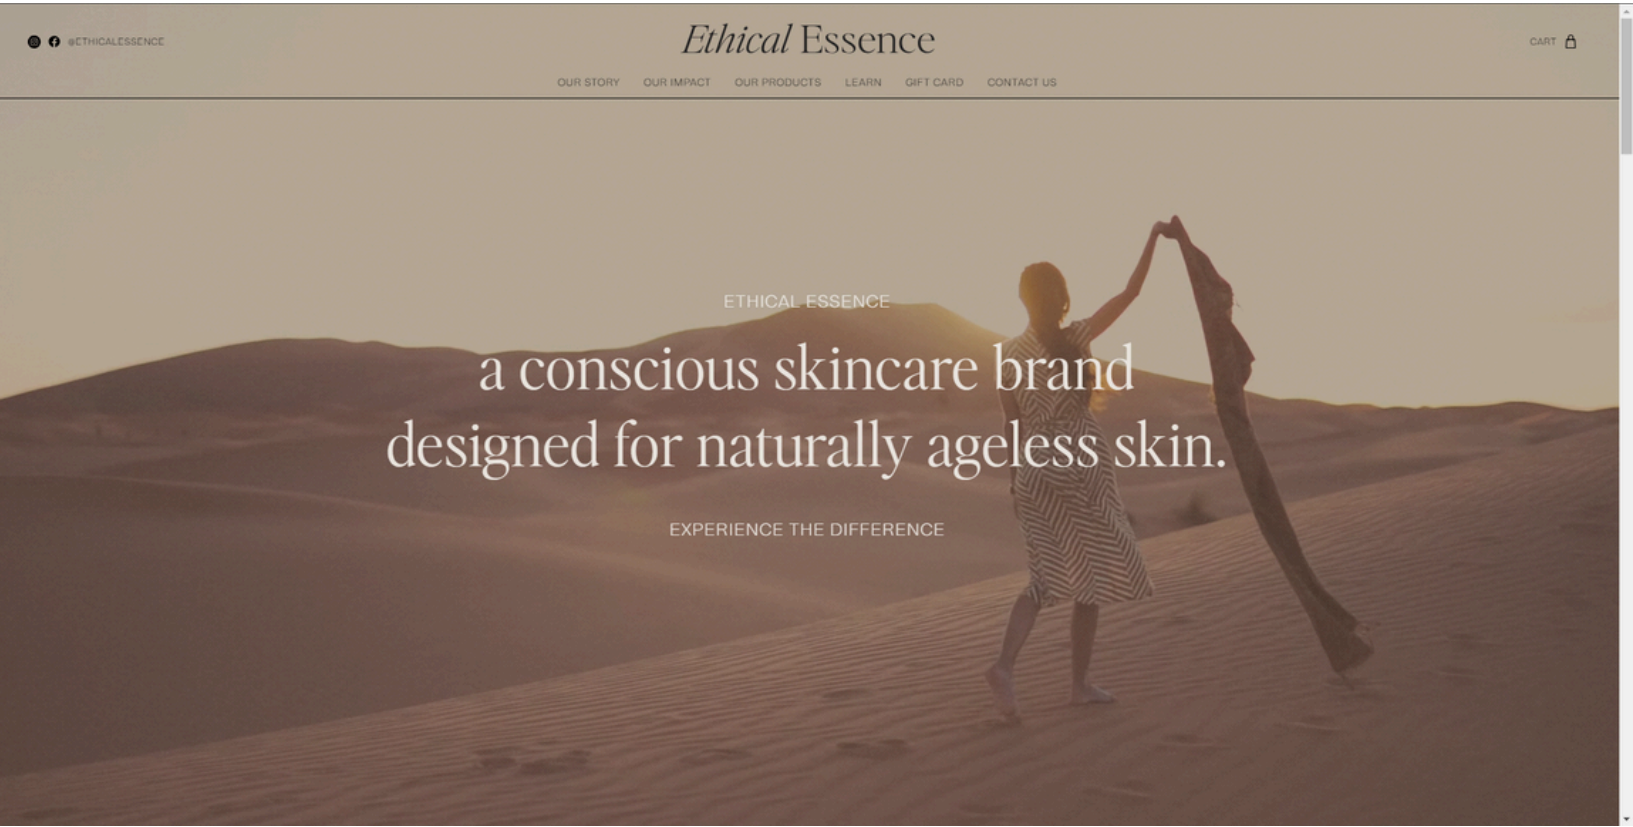 @ETHICALESSENCE
Ethical Essence
CART
OUR STORY OUR IMPACT OUR PRODUCTS LEARN GIFT CARD CONTACT US
ETHICAL ESSENCE
a conscious skincare brand
designed for naturally ageless skin.
EXPERIENCE THE DIFFERENCE